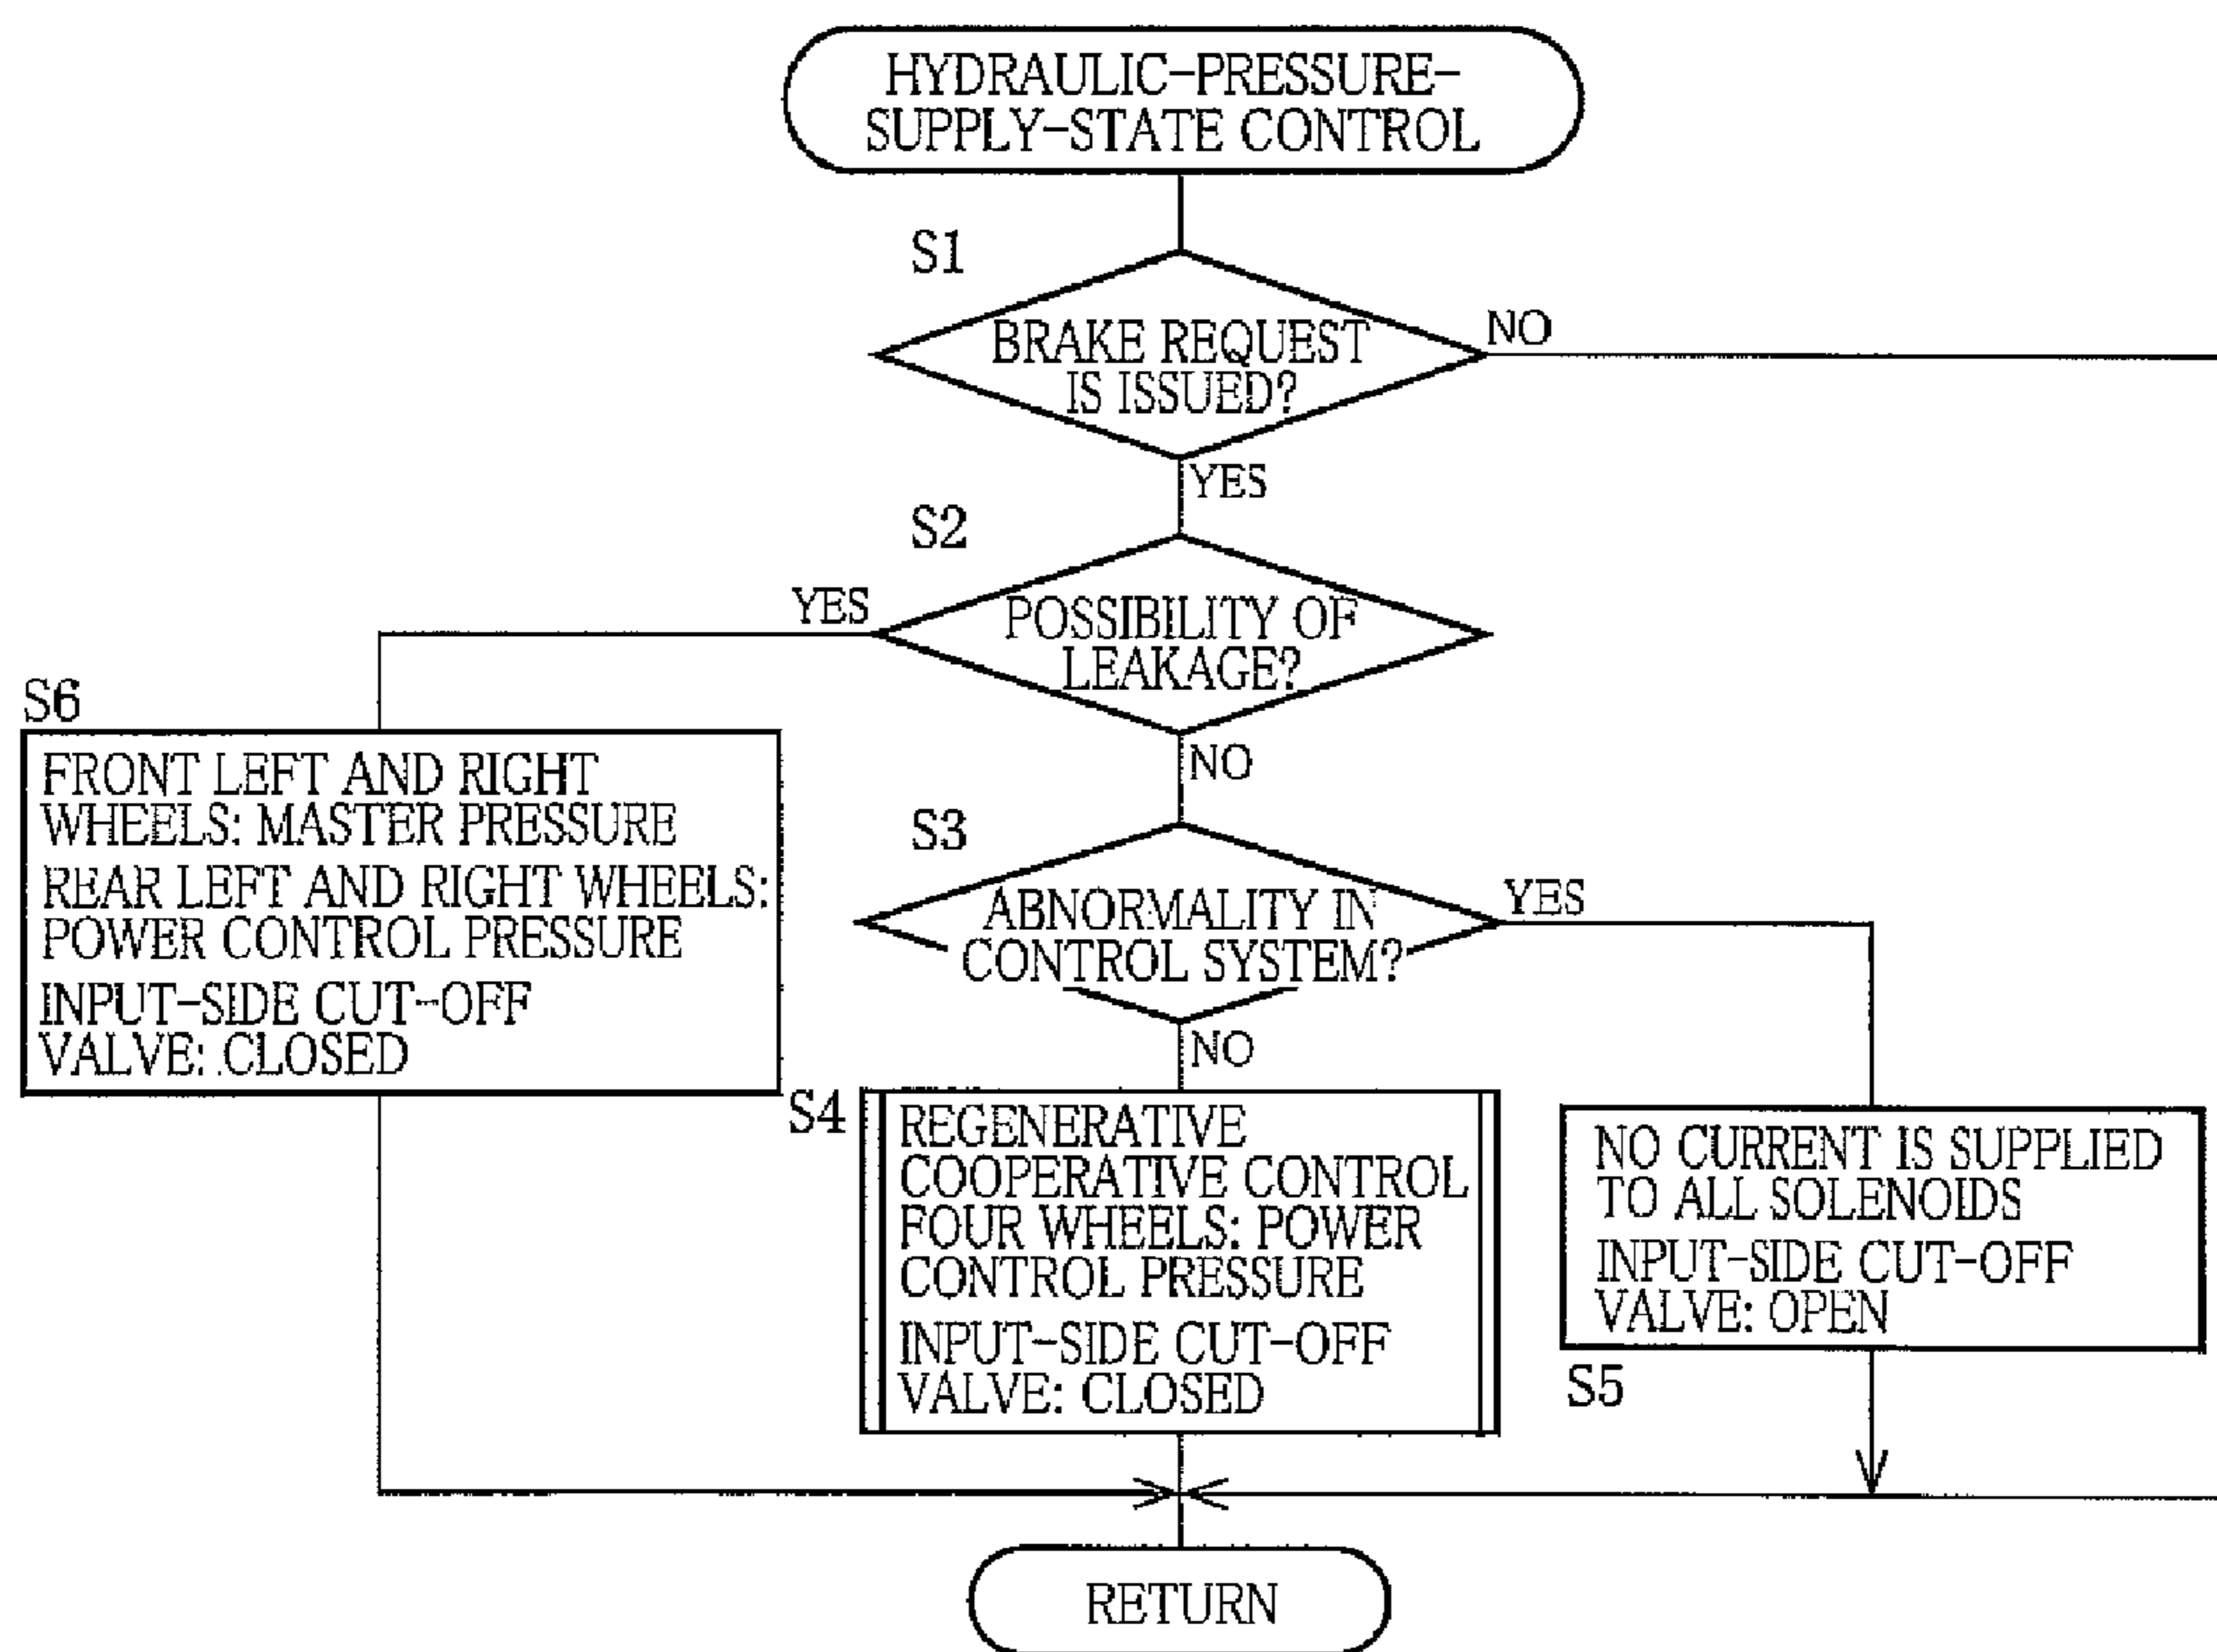 HYDRAULIC-PRESSURE-
SUPPLY-STATE CONTROL
S1
BRAKE REQUEST
IS ISSUED?
NO
YES
S2
POSSIBILITY OF
LEAKAGE?
YES
NO
S6
FRONT LEFT AND RIGHT
WHEELS: MASTER PRESSURE
REAR LEFT AND RIGHT WHEELS:
POWER CONTROL PRESSURE
INPUT-SIDE CUT-OFF
VALVE: CLOSED
S3
ABNORMALITY IN
CONTROL SYSTEM?
YES
NO
S4
REGENERATIVE
COOPERATIVE CONTROL
FOUR WHEELS: POWER
CONTROL PRESSURE
INPUT-SIDE CUT-OFF
VALVE: CLOSED
NO CURRENT IS SUPPLIED
TO ALL SOLENOIDS
INPUT-SIDE CUT-OFF
VALVE: OPEN
S5
RETURN